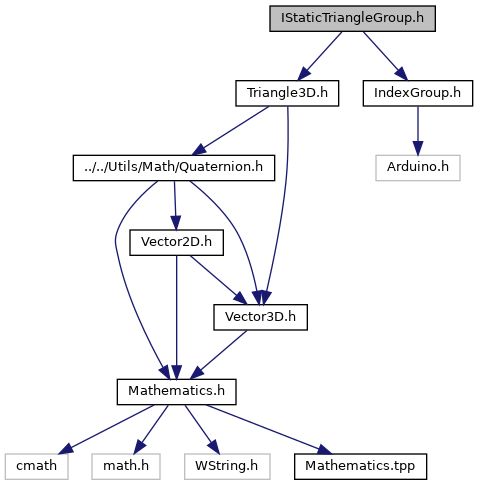 IStaticTriangleGroup.h
Triangle3D.h
IndexGroup.h
../../Utils/Math/Quaternion.h
Arduino.h
Vector2D.h
Vector3D.h
Mathematics.h
cmath
math.h
WString.h
Mathematics.tpp